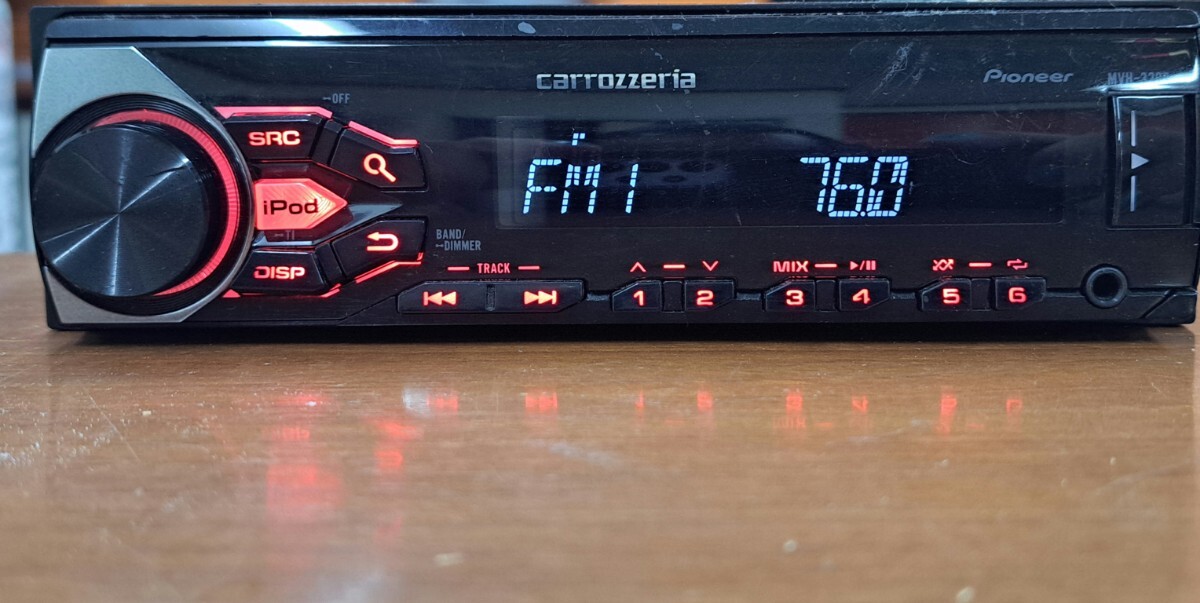 carrozzeria
Pioneer
OFF
SRC
FM1 76.0
iPod
TI
BAND/
DIMMER
DISP
TRACK
MIX
1 2 3 4 5 6